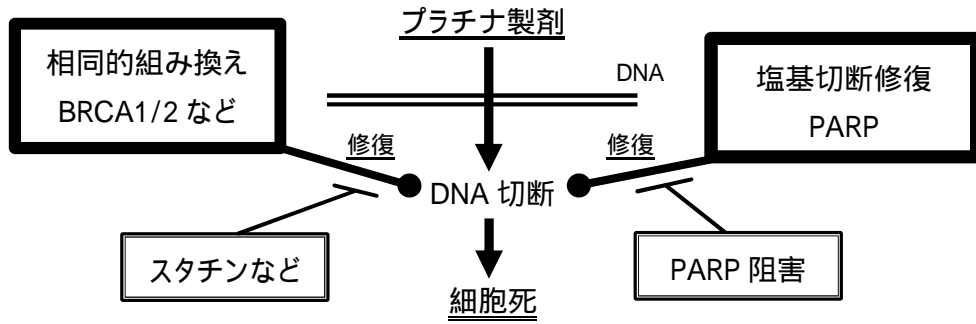 プラチナ製剤
相同的組み換え
BRCA1/2 など
DNA
塩基切断修復
PARP
修復
修復
DNA 切断
スタチンなど
PARP 阻害
細胞死